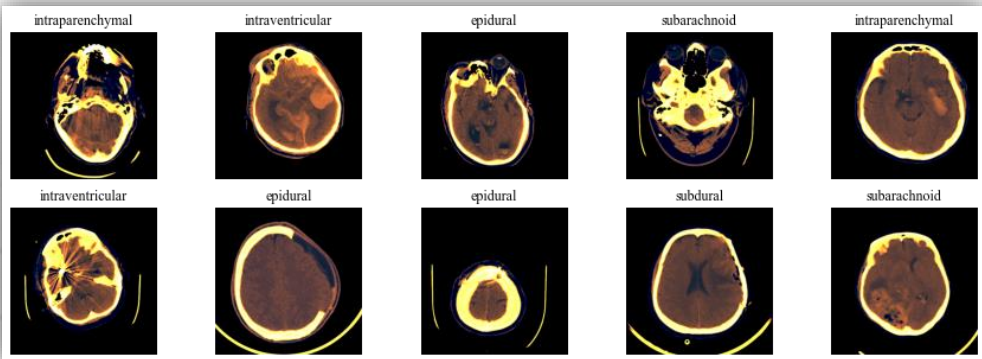 intraparenchymal
intraventricular
epidural
subarachnoid
intraparenchymal
intraventricular
epidural
epidural
subdural
subarachnoid